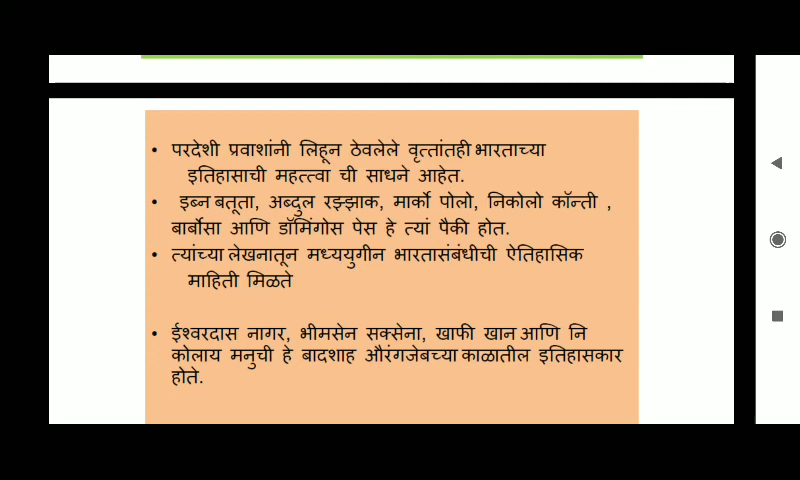 • परदेशी प्रवाशांनी लिहून ठेवलेले वृत्तांतही भारताच्या
इतिहासाची महत्त्वा ची साधने आहेत.
• इब्न बतूता, अब्दुल रझ्झाक, मार्को पोलो, निकोलो कॉन्ती ,
बार्बोसा आणि डॉमिंगोस पेस हे त्यां पैकी होत.
• त्यांच्या लेखनातून मध्ययुगीन भारतासंबंधीची ऐतिहासिक
माहिती मिळते
• ईश्वरदास नागर, भीमसेन सक्सेना, खाफी खान आणि नि
कोलाय मनुची हे बादशाह औरंगजेबच्या काळातील इतिहासकार
होते.